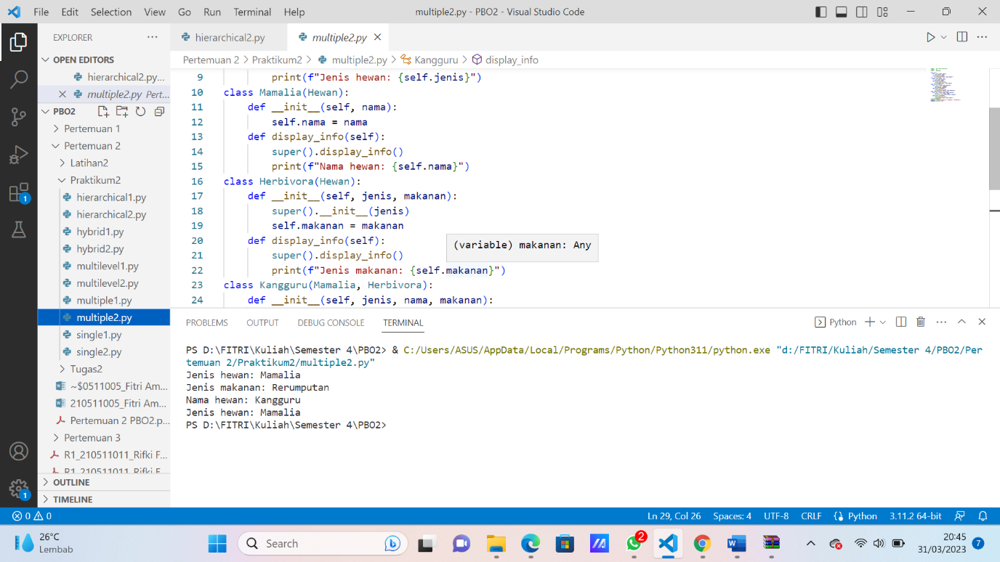 File Edit Selection View Go Run Terminal Help
multiple2.py - PBO2 - Visual Studio Code
EXPLORER
OPEN EDITORS
hierarchical2.py...
multiple2.py Pert...
PBO2
Pertemuan 1
Pertemuan 2
Latihan2
Praktikum2
hierarchical1.py
hierarchical2.py
hybrid1.py
hybrid2.py
multilevel1.py
multilevel2.py
multiple1.py
multiple2.py
single1.py
single2.py
Tugas2
~$0511005_Fitri Am...
210511005_Fitri Am...
Pertemuan 2 PBO2.p...
Pertemuan 3
R1_210511011_Rifki F...
R1_210511011_Rifki F...
OUTLINE
TIMELINE
1
1
hierarchical2.py
multiple2.py
Pertemuan 2 > Praktikum2 > multiple2.py > Kangguru > display_info
9 print(f"Jenis hewan: {self.jenis}")
10 class Mamalia(Hewan):
11 def __init__(self, nama):
12 self.nama = nama
13 def display_info(self):
14 super().display_info()
15 print(f"Nama hewan: {self.nama}")
16 class Herbivora(Hewan):
17 def __init__(self, jenis, makanan):
18 super().__init__(jenis)
19 self.makanan = makanan
20 def display_info(self):
21 super().display_info()
22 print(f"Jenis makanan: {self.makanan}")
23 class Kangguru(Mamalia, Herbivora):
24 def __init__(self, jenis, nama, makanan):
(variable) makanan: Any
PROBLEMS OUTPUT DEBUG CONSOLE TERMINAL
Python
PS D:\FITRI\Kuliah\Semester 4\PBO2> & C:/Users/ASUS/AppData/Local/Programs/Python/Python311/python.exe "d:/FITRI/Kuliah/Semester 4/PBO2/Per
temuan 2/Praktikum2/multiple2.py"
Jenis hewan: Mamalia
Jenis makanan: Rerumputan
Nama hewan: Kangguru
Jenis hewan: Mamalia
PS D:\FITRI\Kuliah\Semester 4\PBO2>
0 0
Ln 29, Col 26 Spaces: 4 UTF-8 CRLF Python 3.11.2 64-bit
26°C
Lembab
Search
2
20:45
31/03/2023
7